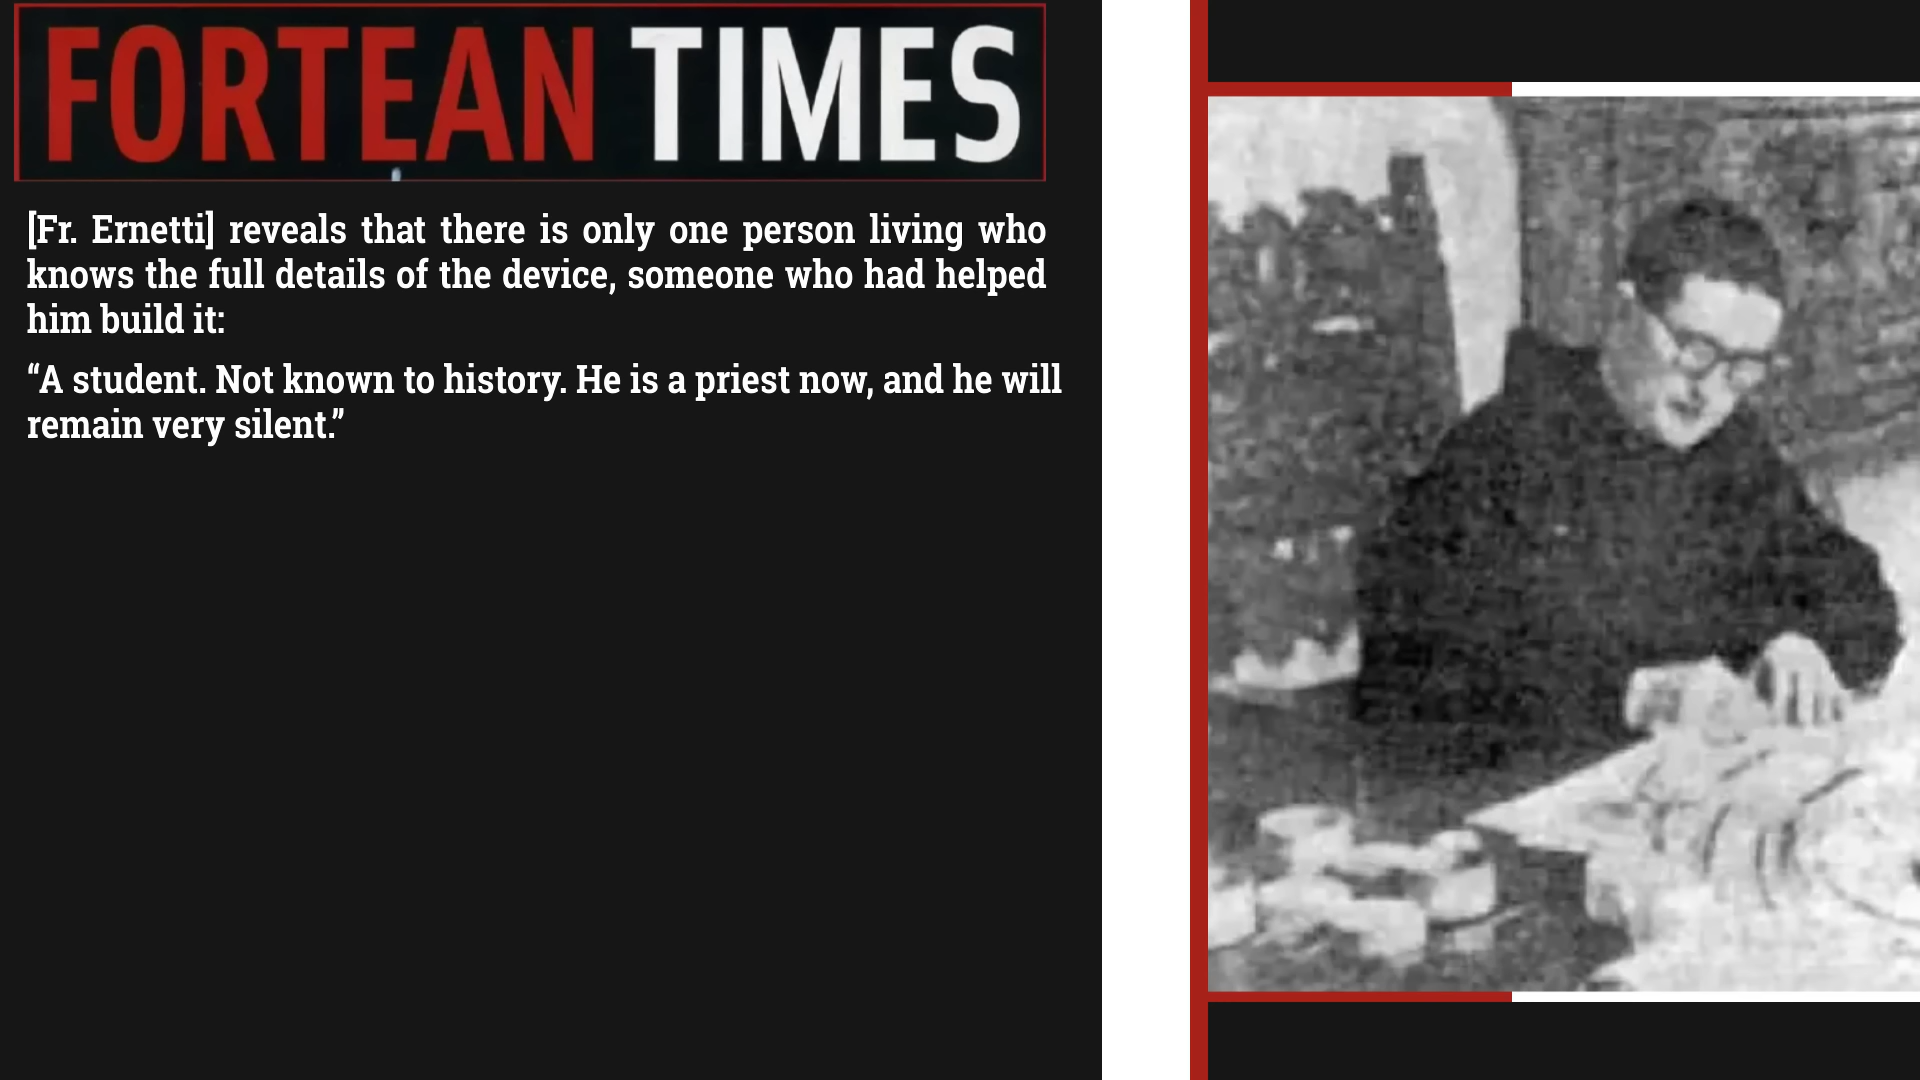 FORTEAN TIMES
[Fr. Ernetti] reveals that there is only one person living who
knows the full details of the device, someone who had helped
him build it:
“A student. Not known to history. He is a priest now, and he will
remain very silent.”